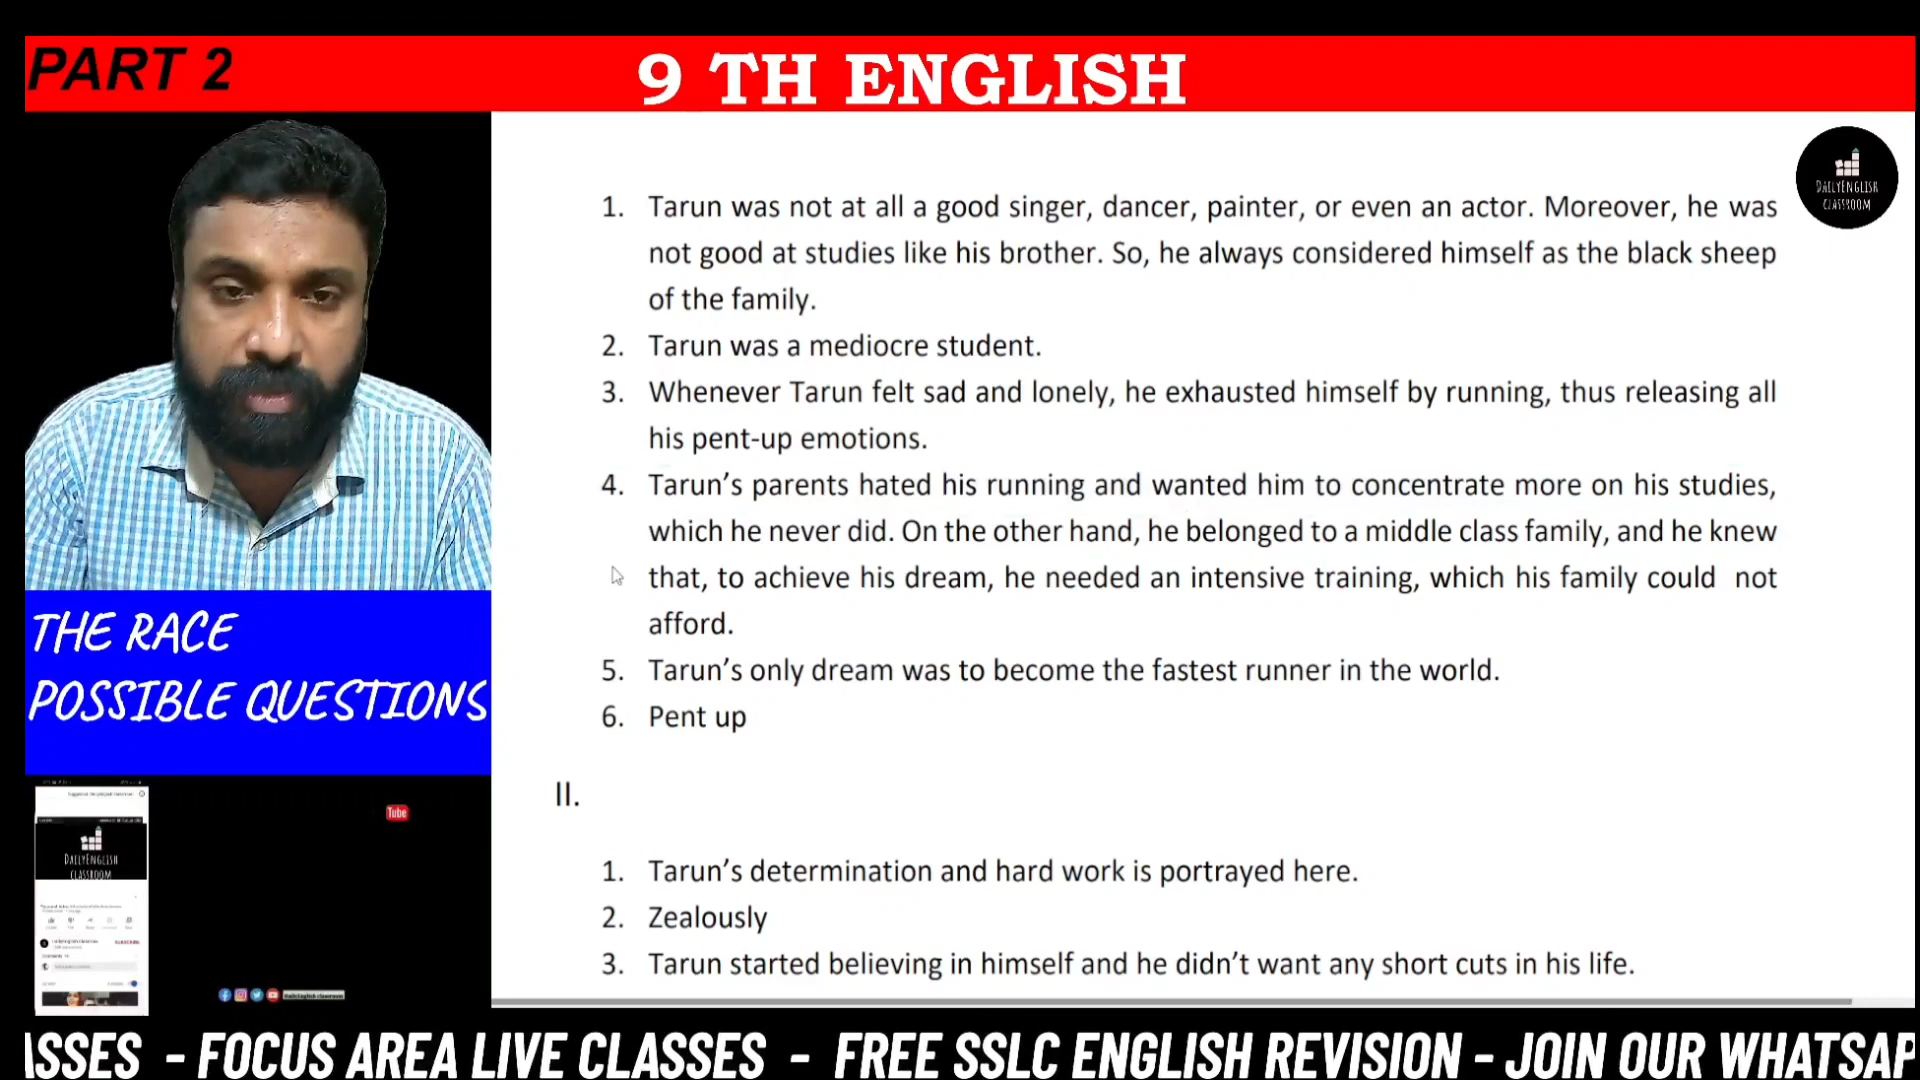 PART 2
9 TH ENGLISH
DAILYENGLISH
CLASSROOM
1. Tarun was not at all a good singer, dancer, painter, or even an actor. Moreover, he was
not good at studies like his brother. So, he always considered himself as the black sheep
of the family.
2. Tarun was a mediocre student.
3. Whenever Tarun felt sad and lonely, he exhausted himself by running, thus releasing all
his pent-up emotions.
4. Tarun’s parents hated his running and wanted him to concentrate more on his studies,
which he never did. On the other hand, he belonged to a middle class family, and he knew
that, to achieve his dream, he needed an intensive training, which his family could not
afford.
5. Tarun’s only dream was to become the fastest runner in the world.
6. Pent up
II.
1. Tarun’s determination and hard work is portrayed here.
2. Zealously
3. Tarun started believing in himself and he didn’t want any short cuts in his life.
THE RACE
POSSIBLE QUESTIONS
DAILYENGLISH
CLASSROOM
SUBSCRIBE
Tube
ASSES - FOCUS AREA LIVE CLASSES - FREE SSLC ENGLISH REVISION - JOIN OUR WHATSAP